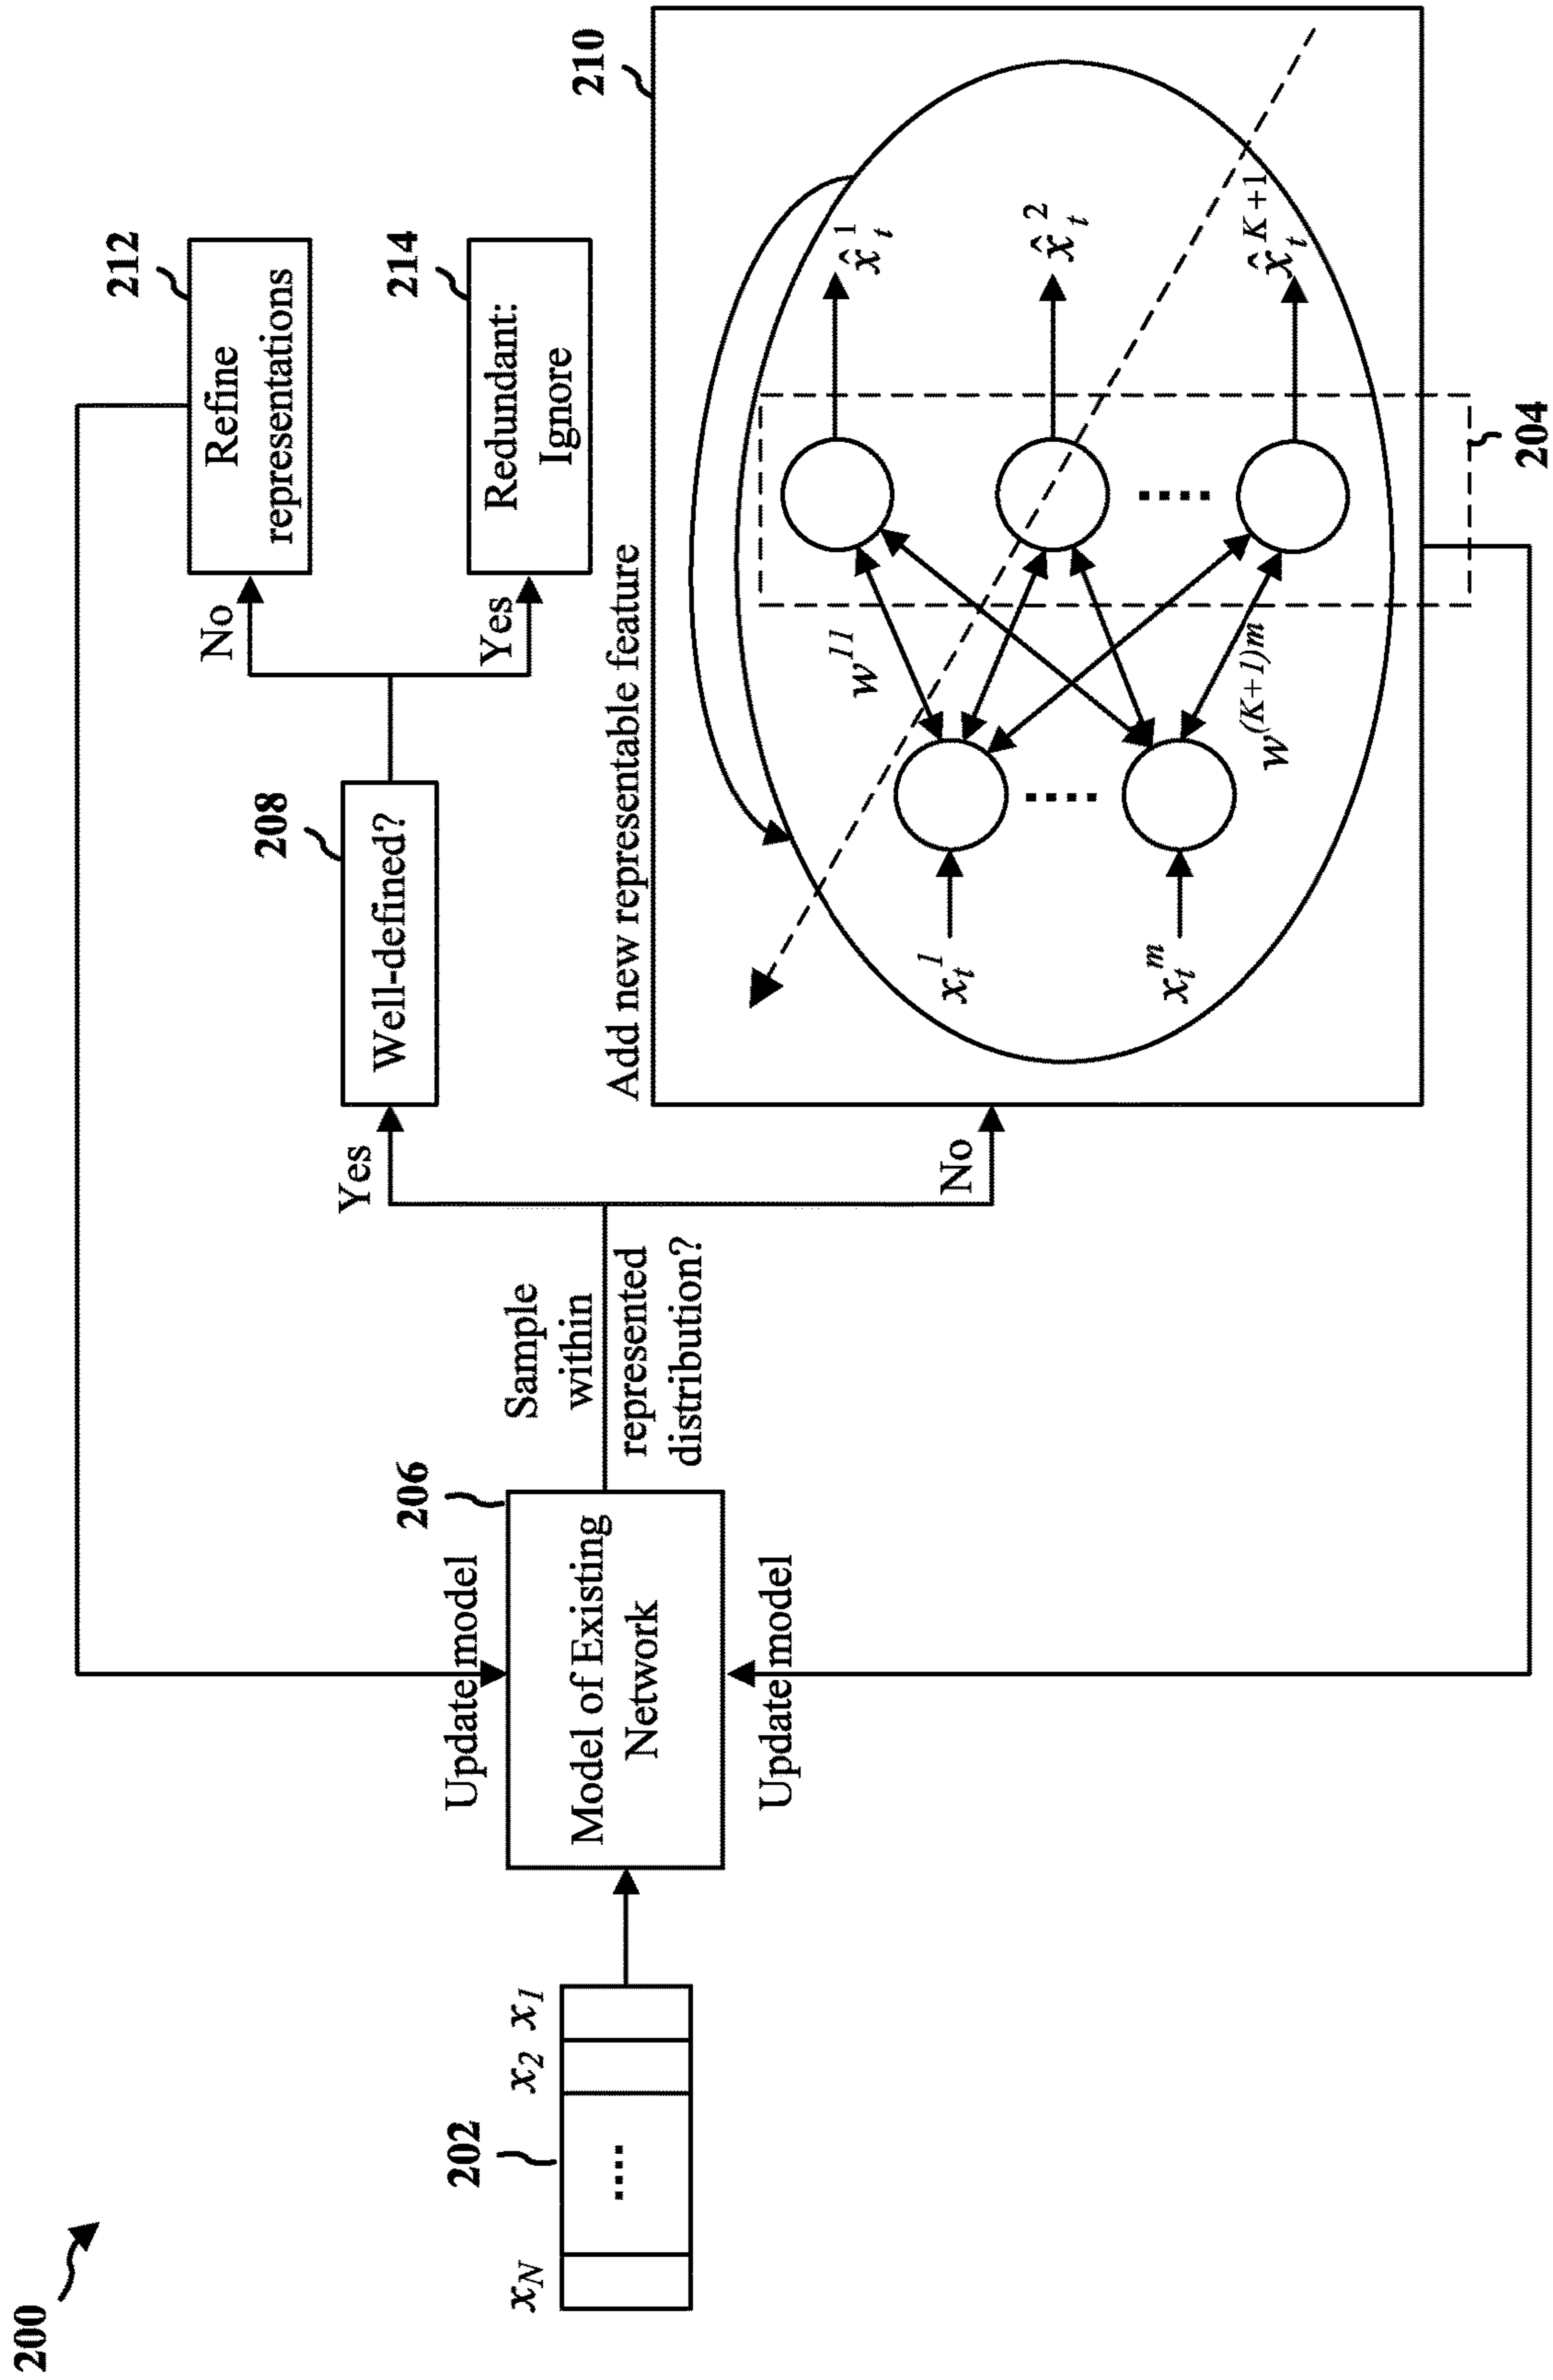 200
x_N
202
....
x_2
x_1
Update model
206
Model of Existing
Network
Update model
Sample
within
represented
distribution?
Yes
No
208
Well-defined?
No
Yes
212
Refine
representations
214
Redundant:
Ignore
Add new representable feature
210
x_t^1
x_t^m
.....
w^{11}
w^{(K+1)m}
.....
x̂_t^1
x̂_t^2
x̂_t^{K+1}
204